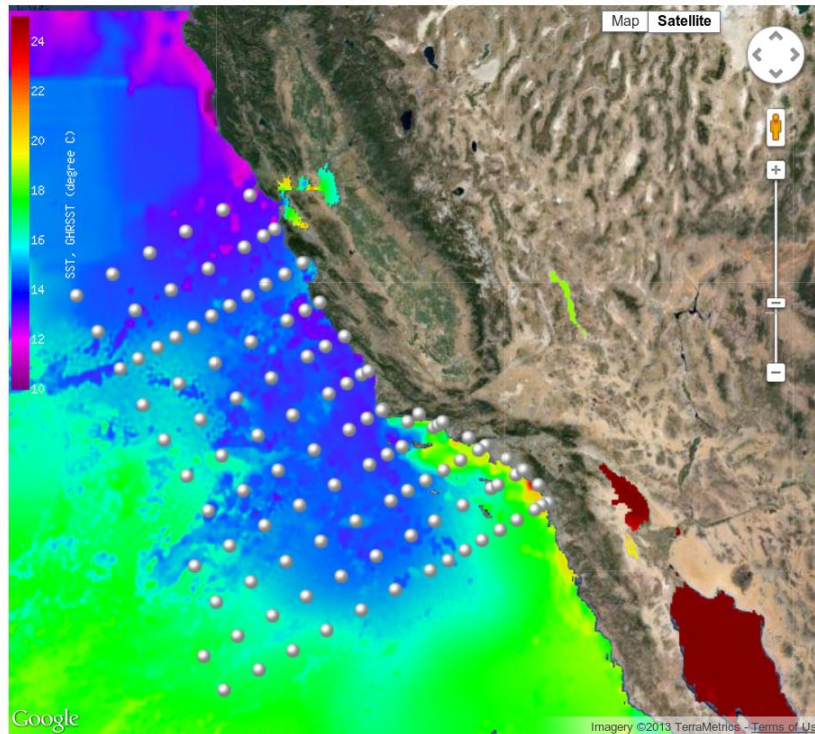 Map Satellite
24
22
20
18
16
14
12
10
SST, GHRSST (degree C)
Google
Imagery ©2013 TerraMetrics - Terms of Us